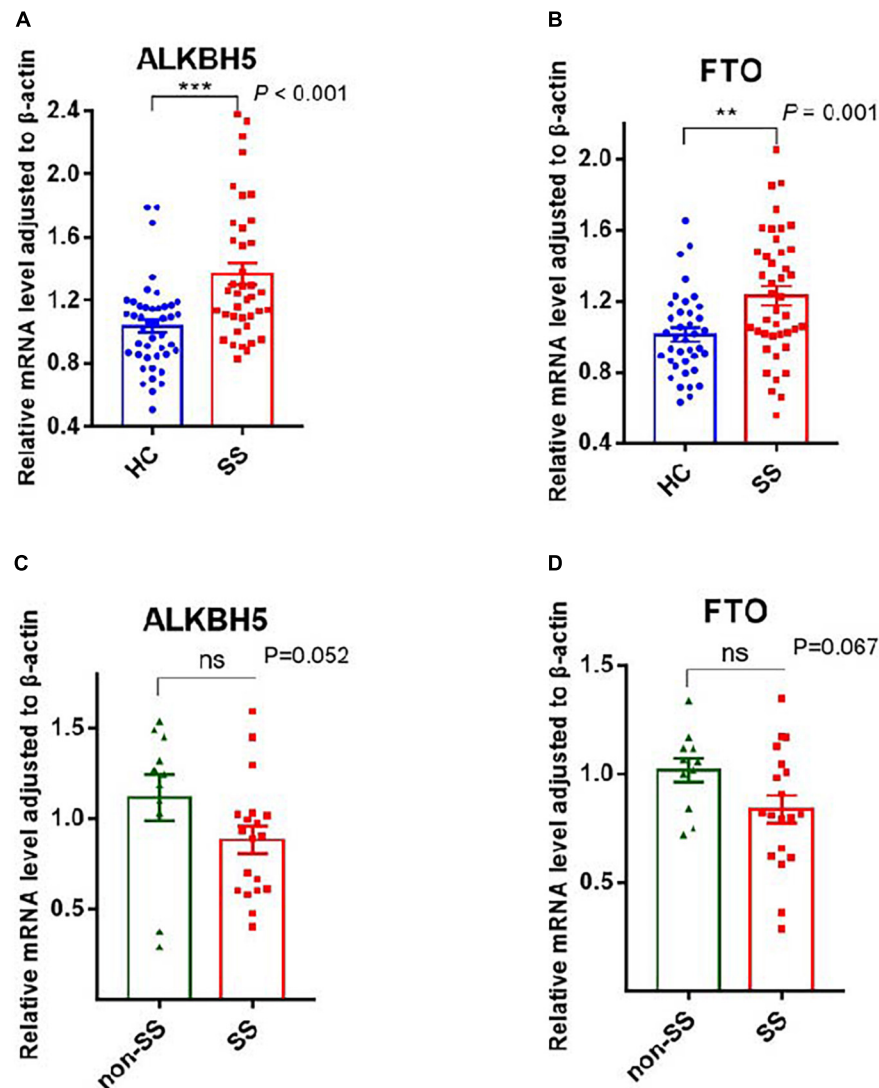 A
ALKBH5
*** P < 0.001
Relative mRNA level adjusted to β-actin
2.4
2.0
1.6
1.2
0.8
0.4
HC SS
B
FTO
** P = 0.001
Relative mRNA level adjusted to β-actin
2.0
1.6
1.2
0.8
0.4
HC SS
C
ALKBH5
ns P=0.052
Relative mRNA level adjusted to β-actin
1.5
1.0
0.5
non-SS SS
D
FTO
ns P=0.067
Relative mRNA level adjusted to β-actin
1.5
1.0
0.5
non-SS SS